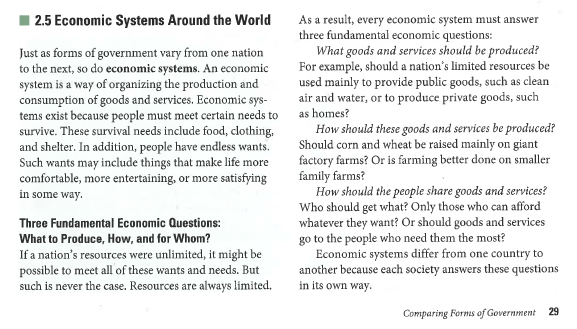 2.5 Economic Systems Around the World
Just as forms of government vary from one nation
to the next, so do economic systems. An economic
system is a way of organizing the production and
consumption of goods and services. Economic sys-
tems exist because people must meet certain needs to
survive. These survival needs include food, clothing,
and shelter. In addition, people have endless wants.
Such wants may include things that make life more
comfortable, more entertaining, or more satisfying
in some way.
Three Fundamental Economic Questions:
What to Produce, How, and for Whom?
If a nation's resources were unlimited, it might be
possible to meet all of these wants and needs. But
such is never the case. Resources are always limited.
As a result, every economic system must answer
three fundamental economic questions:
What goods and services should be produced?
For example, should a nation's limited resources be
used mainly to provide public goods, such as clean
air and water, or to produce private goods, such
as homes?
How should these goods and services be produced?
Should corn and wheat be raised mainly on giant
factory farms? Or is farming better done on smaller
family farms?
How should the people share goods and services?
Who should get what? Only those who can afford
whatever they want? Or should goods and services
go to the people who need them the most?
Economic systems differ from one country to
another because each society answers these questions
in its own way.
Comparing Forms of Government 29